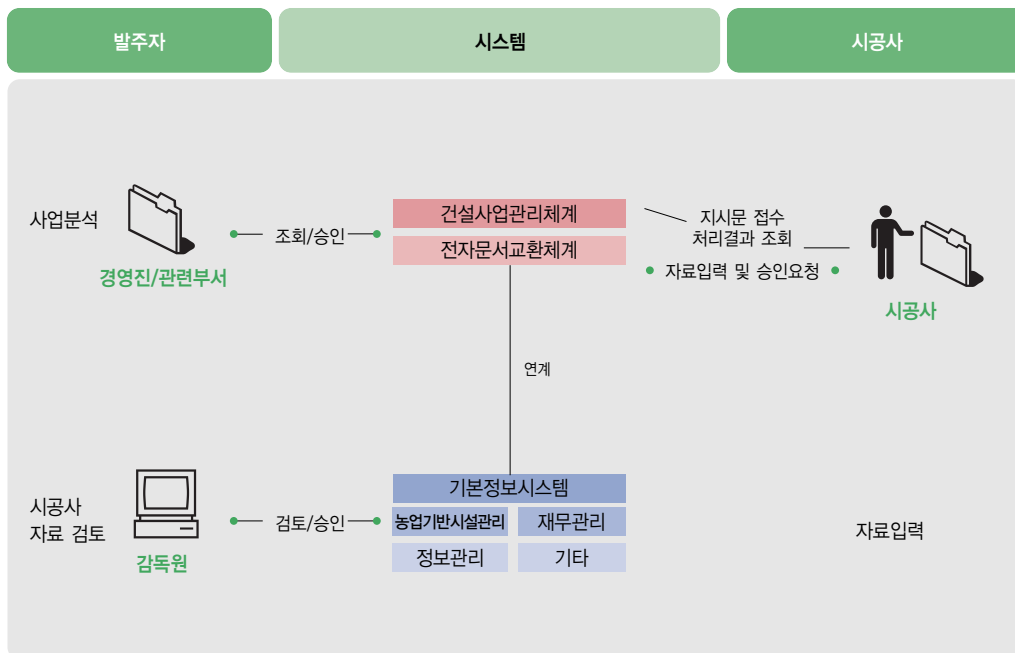 발주자
시스템
시공사
사업분석
경영진/관련부서
조회/승인
건설사업관리체계
전자문서교환체계
지시문 접수
처리결과 조회
자료입력 및 승인요청
시공사
연계
시공사
자료 검토
감독원
검토/승인
기본정보시스템
농업기반시설관리
재무관리
정보관리
기타
자료입력